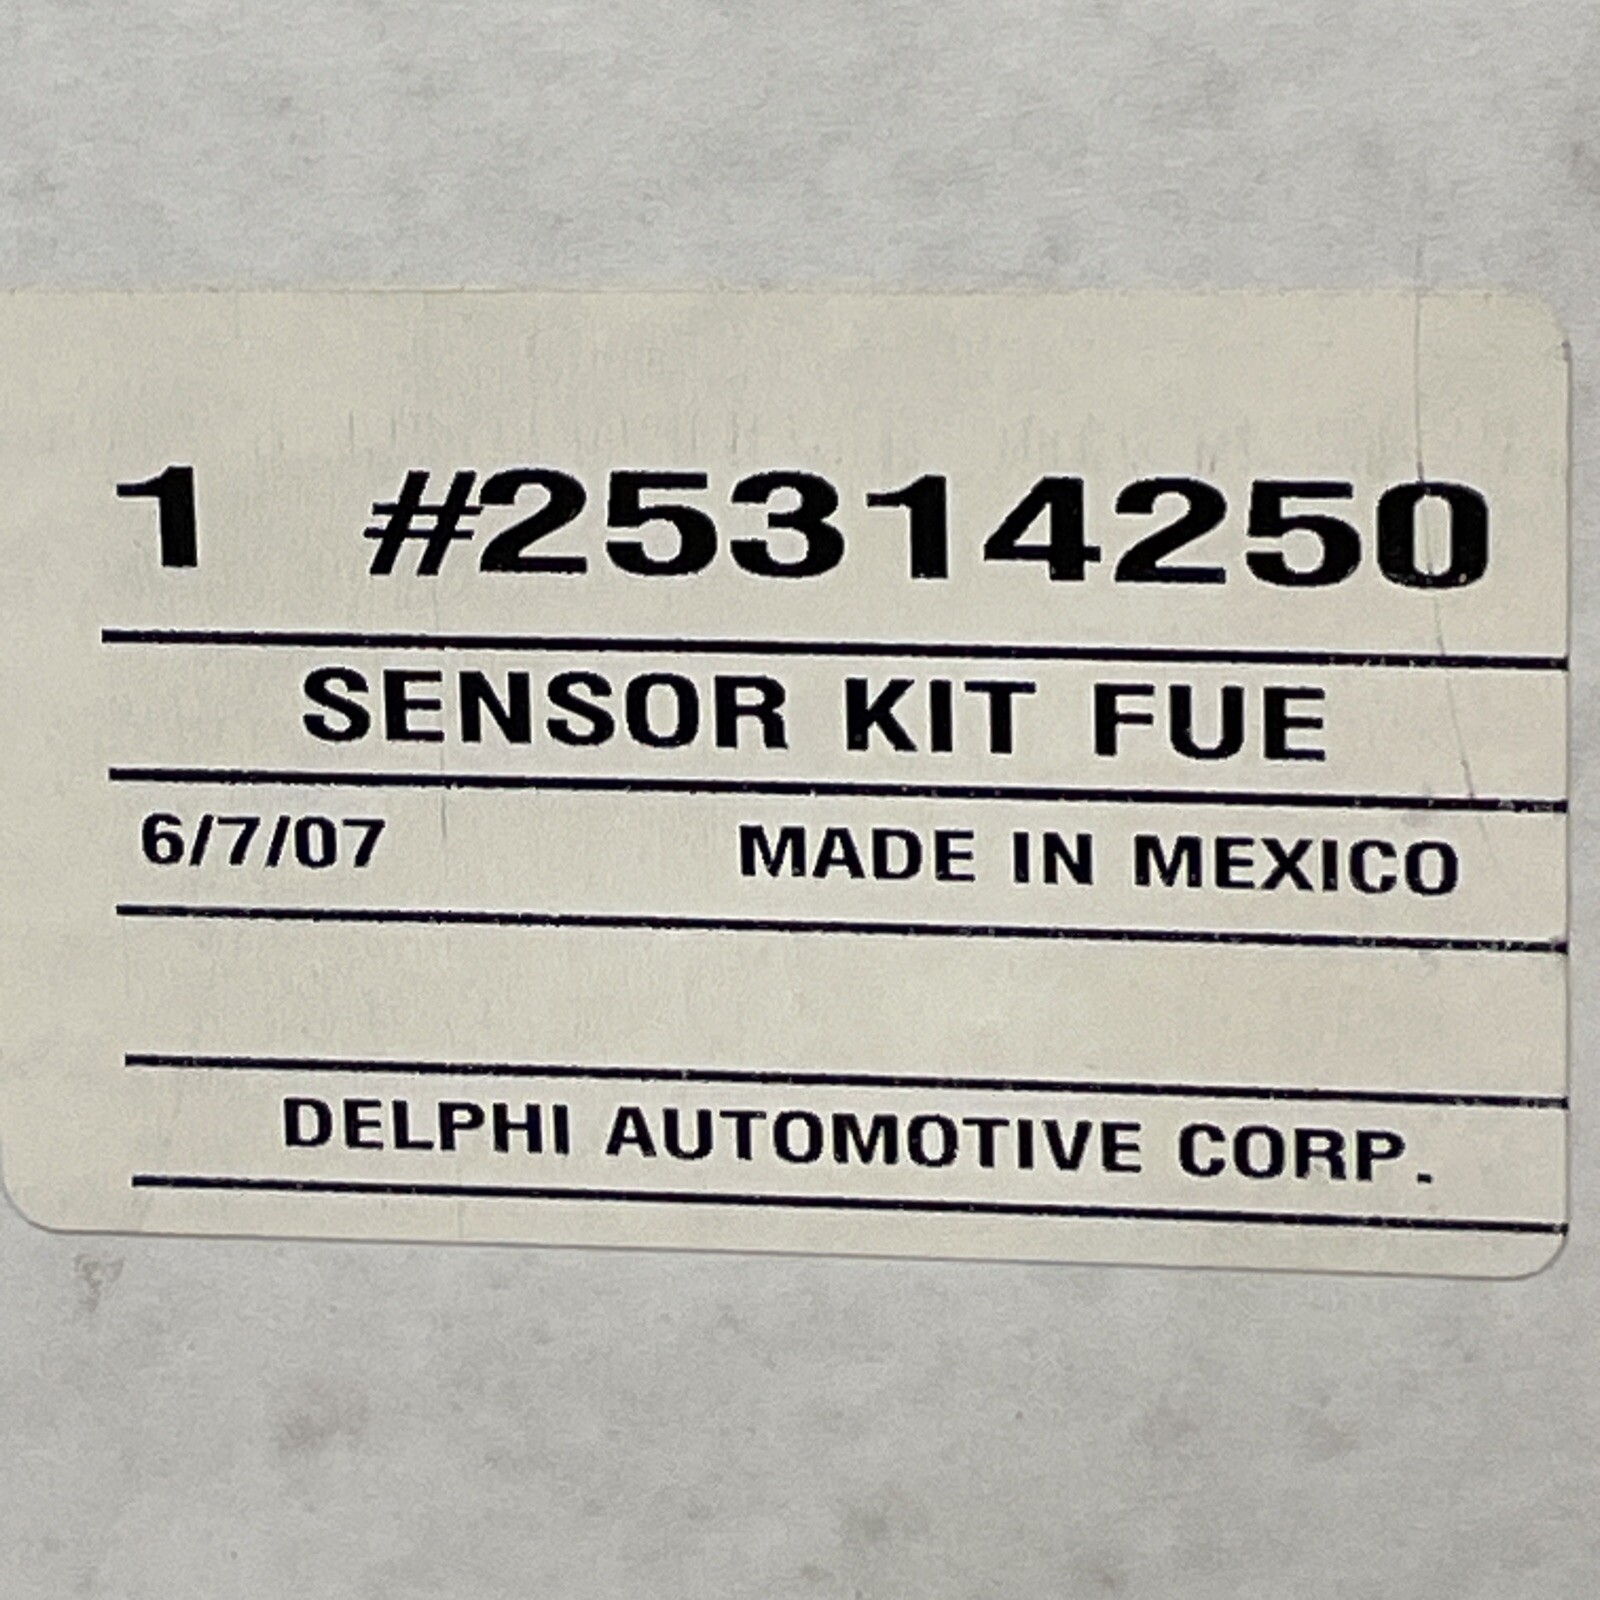 1 #25314250
SENSOR KIT FUE
6/7/07 MADE IN MEXICO
DELPHI AUTOMOTIVE CORP.